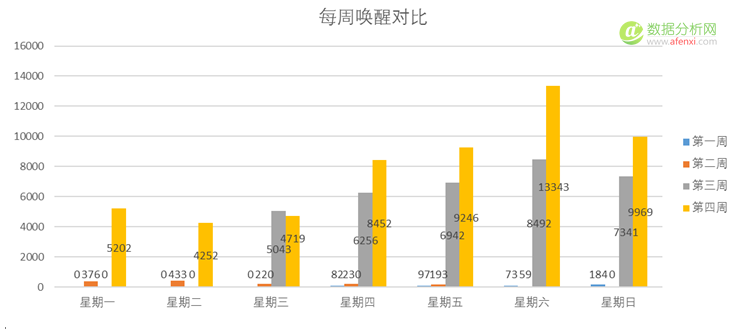 每周唤醒对比
数据分析网
www.afenxi.com
16000
14000
12000
10000
8000
6000
4000
2000
0
0 376 0 5202
0 433 0 4252
0 220 5043 4719
82 230 6256 8452
97 193 6942 9246
73 59 8492 13343
184 0 7341 9969
星期一 星期二 星期三 星期四 星期五 星期六 星期日
第一周
第二周
第三周
第四周